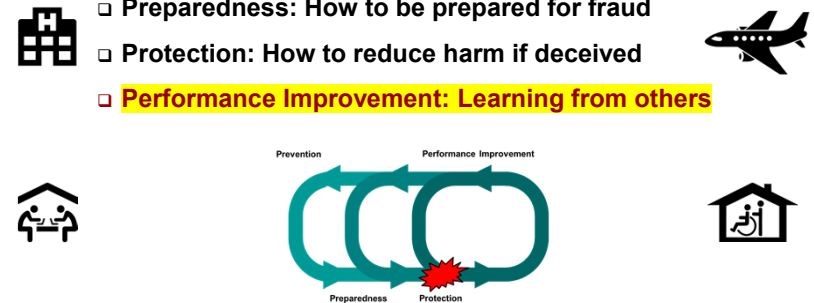 Preparedness: How to be prepared for fraud
Protection: How to reduce harm if deceived
Performance Improvement: Learning from others
H
Prevention
Performance Improvement
Preparedness
Protection